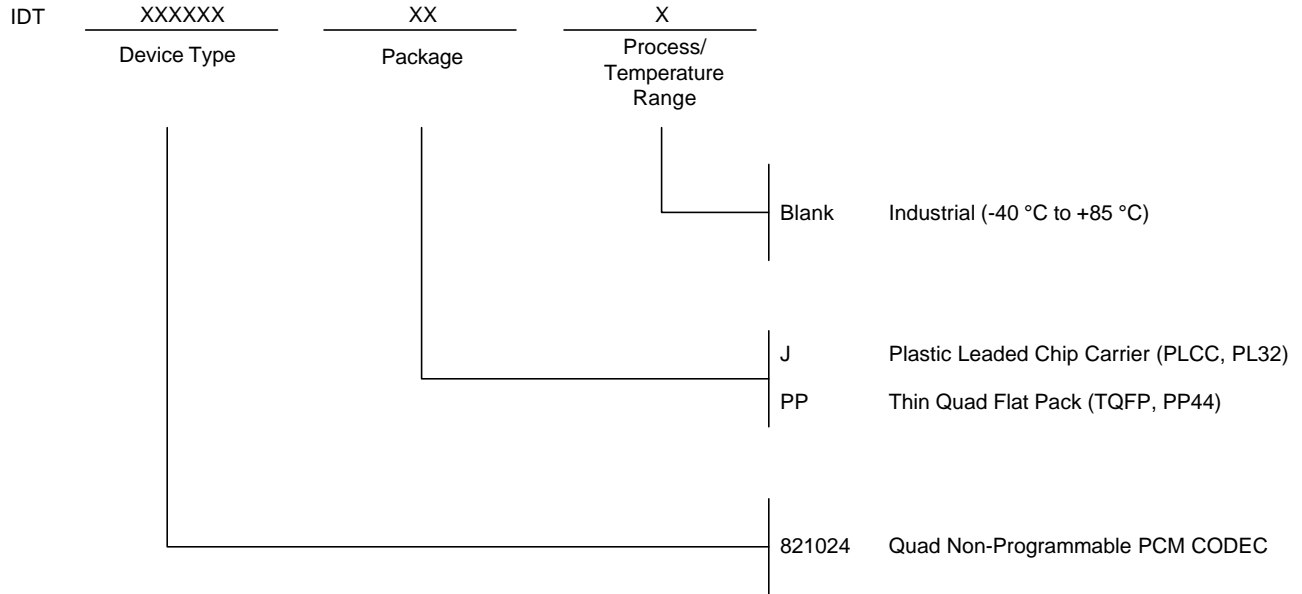 IDT XXXXXX XX X
Device Type Package Process/
Temperature
Range
Blank Industrial (-40 °C to +85 °C)
J Plastic Leaded Chip Carrier (PLCC, PL32)
PP Thin Quad Flat Pack (TQFP, PP44)
821024 Quad Non-Programmable PCM CODEC